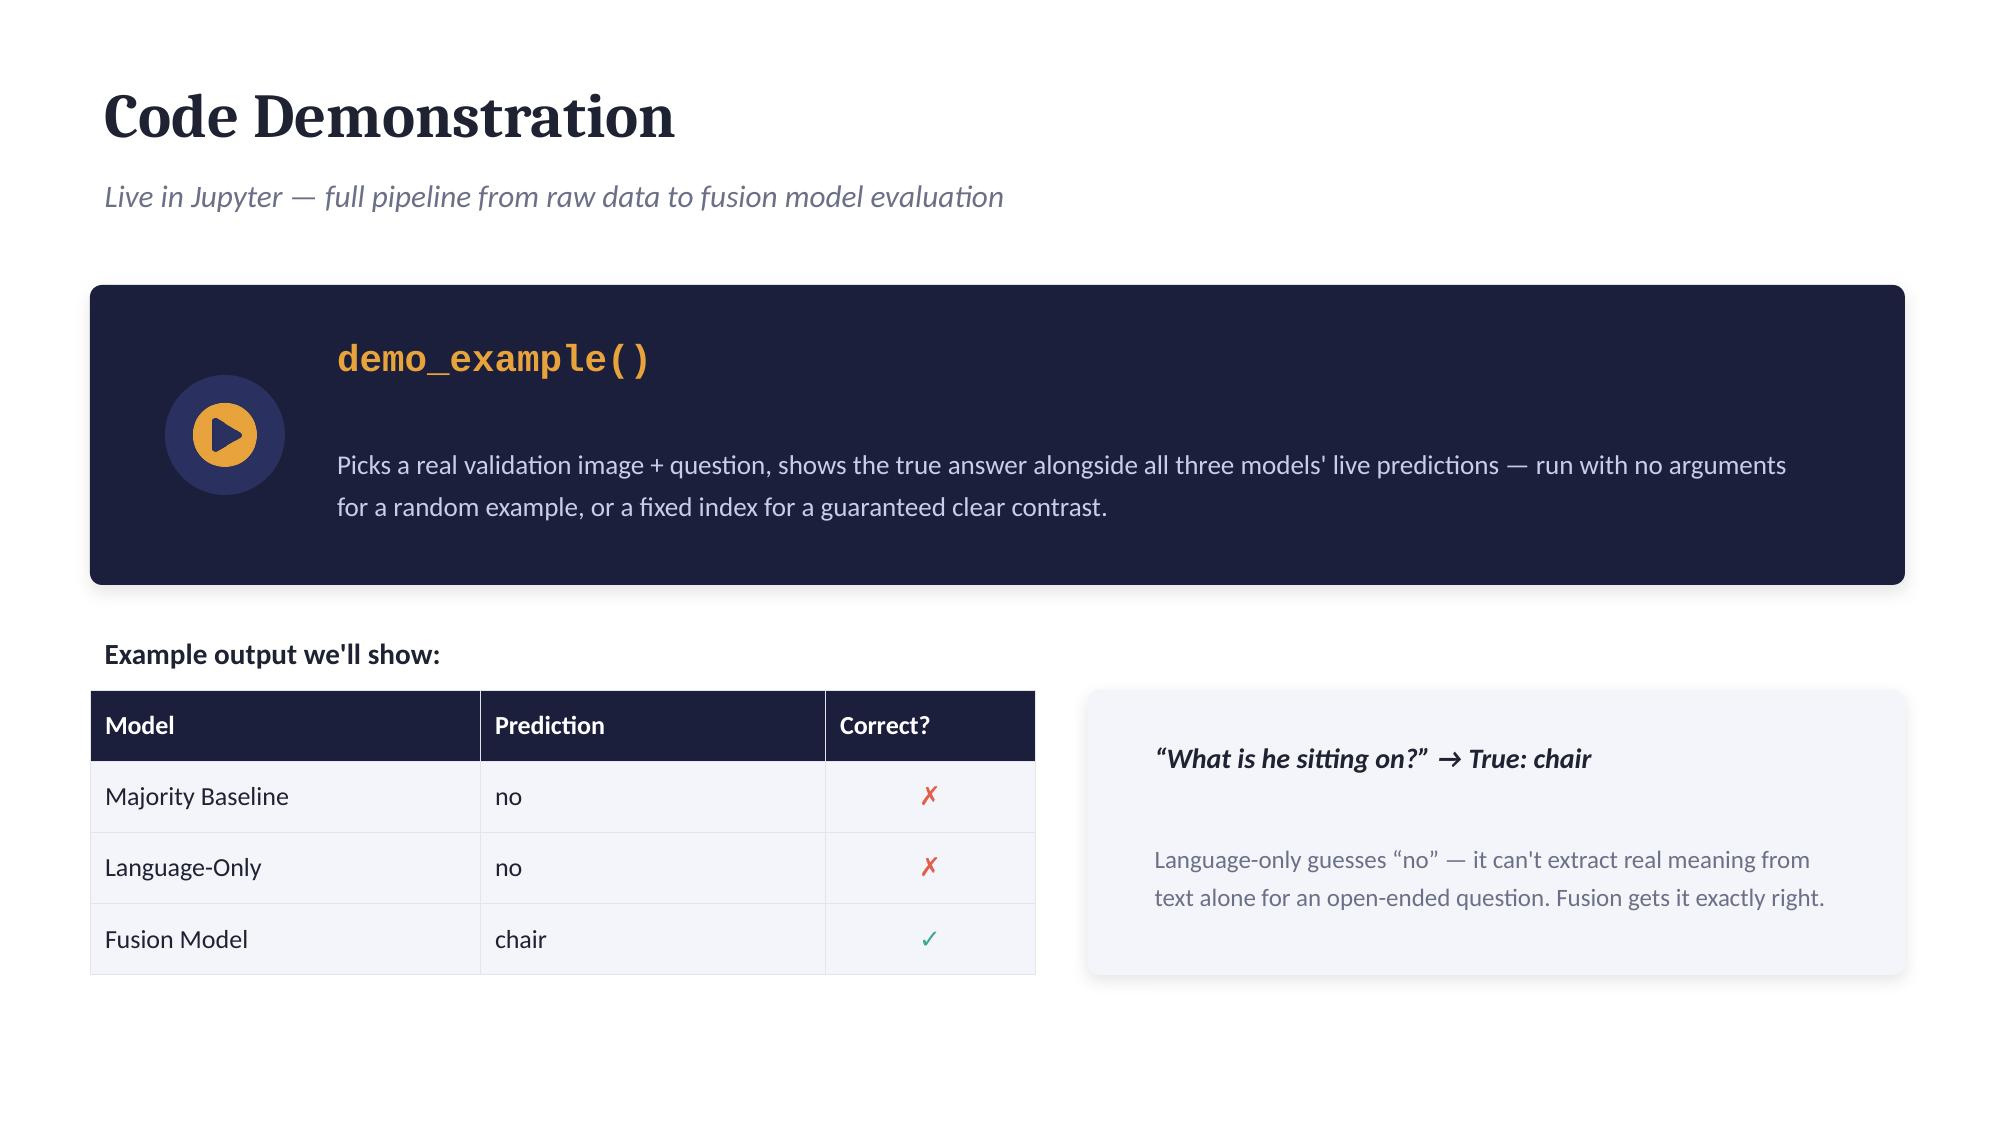 Code Demonstration
Live in Jupyter — full pipeline from raw data to fusion model evaluation
demo_example()
Picks a real validation image + question, shows the true answer alongside all three models' live predictions — run with no arguments
for a random example, or a fixed index for a guaranteed clear contrast.
Example output we'll show:
Model Prediction Correct?
Majority Baseline no ✗
Language-Only no ✗
Fusion Model chair ✓
“What is he sitting on?” → True: chair
Language-only guesses “no” — it can't extract real meaning from
text alone for an open-ended question. Fusion gets it exactly right.